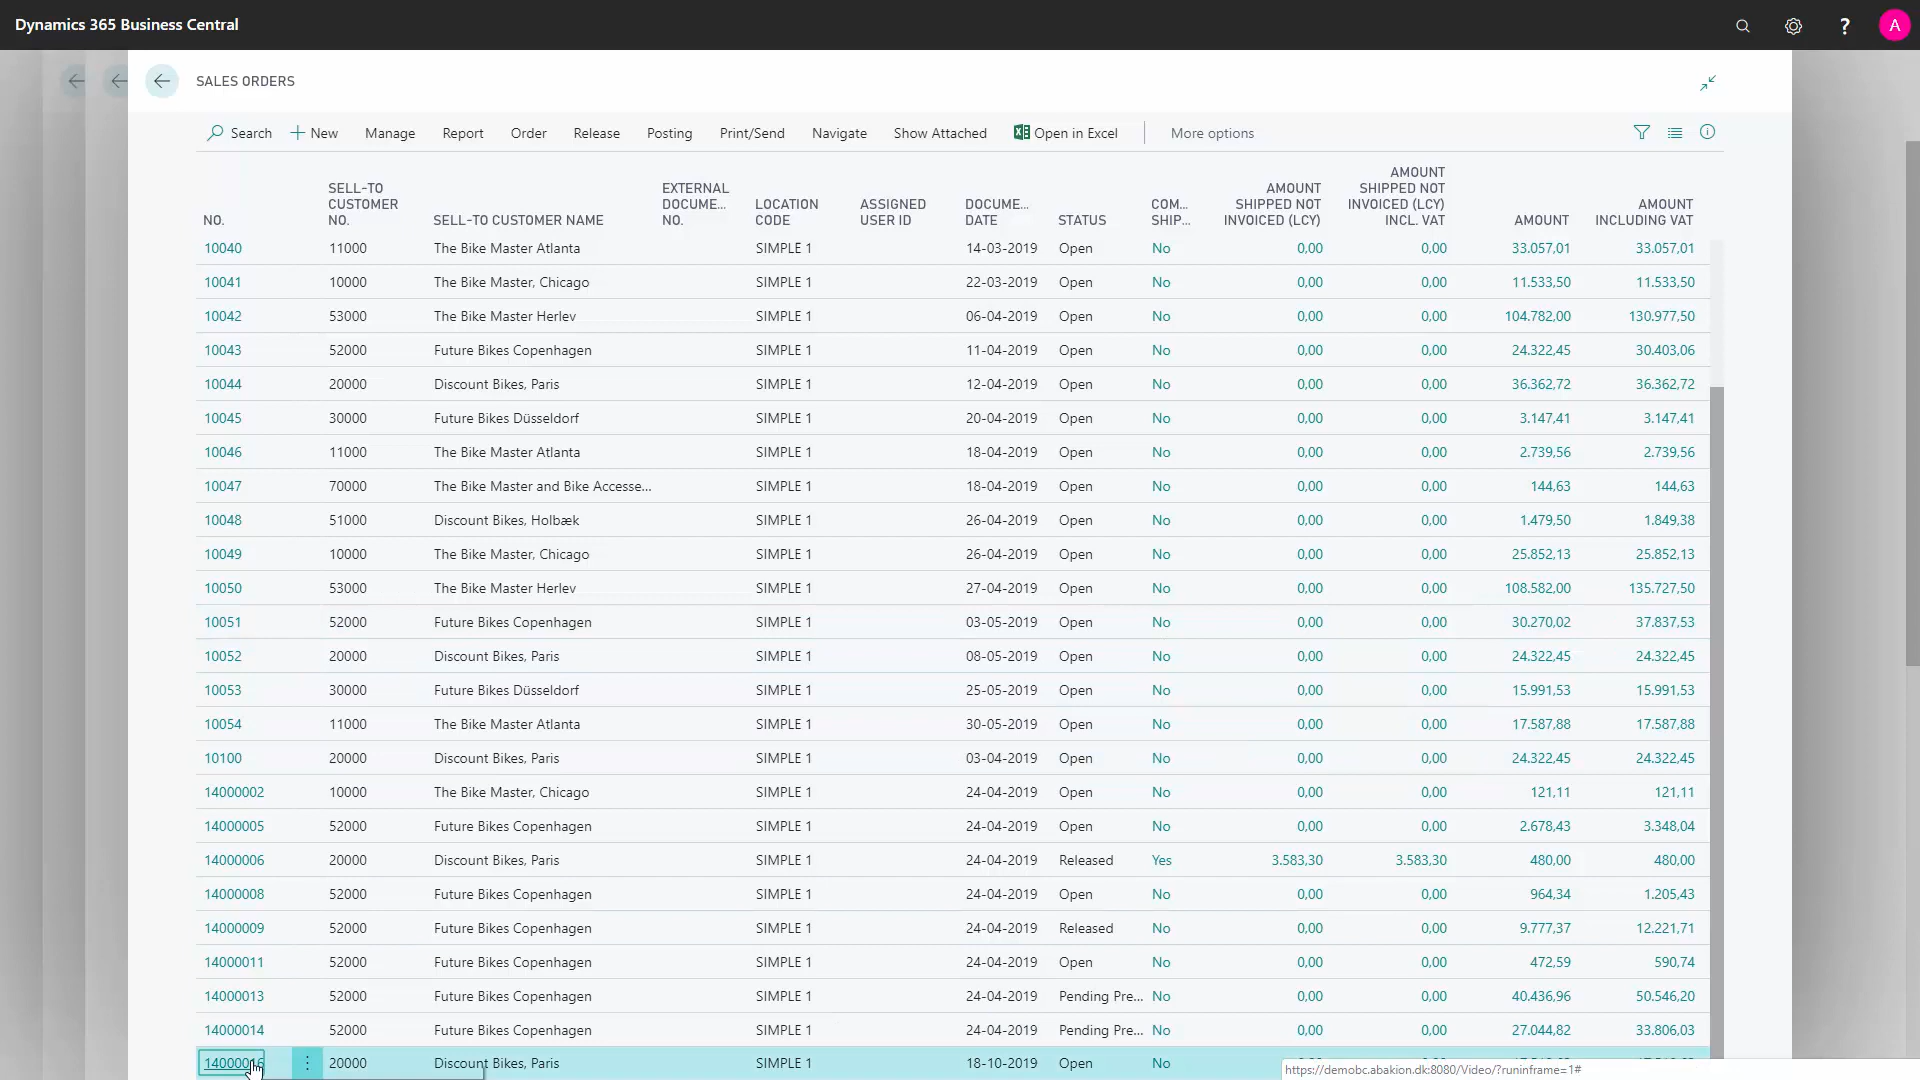 Dynamics 365 Business Central
A
SALES ORDERS
Search New Manage Report Order Release Posting Print/Send Navigate Show Attached Open in Excel More options
NO. SELL-TO CUSTOMER NO. SELL-TO CUSTOMER NAME EXTERNAL DOCUME... NO. LOCATION CODE ASSIGNED USER ID DOCUME... DATE STATUS COM... SHIP... AMOUNT SHIPPED NOT INVOICED (LCY) AMOUNT SHIPPED NOT INVOICED (LCY) INCL. VAT AMOUNT AMOUNT INCLUDING VAT
10040 11000 The Bike Master Atlanta SIMPLE 1 14-03-2019 Open No 0,00 0,00 33.057,01 33.057,01
10041 10000 The Bike Master, Chicago SIMPLE 1 22-03-2019 Open No 0,00 0,00 11.533,50 11.533,50
10042 53000 The Bike Master Herlev SIMPLE 1 06-04-2019 Open No 0,00 0,00 104.782,00 130.977,50
10043 52000 Future Bikes Copenhagen SIMPLE 1 11-04-2019 Open No 0,00 0,00 24.322,45 30.403,06
10044 20000 Discount Bikes, Paris SIMPLE 1 12-04-2019 Open No 0,00 0,00 36.362,72 36.362,72
10045 30000 Future Bikes Düsseldorf SIMPLE 1 20-04-2019 Open No 0,00 0,00 3.147,41 3.147,41
10046 11000 The Bike Master Atlanta SIMPLE 1 18-04-2019 Open No 0,00 0,00 2.739,56 2.739,56
10047 70000 The Bike Master and Bike Accesse... SIMPLE 1 18-04-2019 Open No 0,00 0,00 144,63 144,63
10048 51000 Discount Bikes, Holbæk SIMPLE 1 26-04-2019 Open No 0,00 0,00 1.479,50 1.849,38
10049 10000 The Bike Master, Chicago SIMPLE 1 26-04-2019 Open No 0,00 0,00 25.852,13 25.852,13
10050 53000 The Bike Master Herlev SIMPLE 1 27-04-2019 Open No 0,00 0,00 108.582,00 135.727,50
10051 52000 Future Bikes Copenhagen SIMPLE 1 03-05-2019 Open No 0,00 0,00 30.270,02 37.837,53
10052 20000 Discount Bikes, Paris SIMPLE 1 08-05-2019 Open No 0,00 0,00 24.322,45 24.322,45
10053 30000 Future Bikes Düsseldorf SIMPLE 1 25-05-2019 Open No 0,00 0,00 15.991,53 15.991,53
10054 11000 The Bike Master Atlanta SIMPLE 1 30-05-2019 Open No 0,00 0,00 17.587,88 17.587,88
10100 20000 Discount Bikes, Paris SIMPLE 1 03-04-2019 Open No 0,00 0,00 24.322,45 24.322,45
14000002 10000 The Bike Master, Chicago SIMPLE 1 24-04-2019 Open No 0,00 0,00 121,11 121,11
14000005 52000 Future Bikes Copenhagen SIMPLE 1 24-04-2019 Open No 0,00 0,00 2.678,43 3.348,04
14000006 20000 Discount Bikes, Paris SIMPLE 1 24-04-2019 Released Yes 3.583,30 3.583,30 480,00 480,00
14000008 52000 Future Bikes Copenhagen SIMPLE 1 24-04-2019 Open No 0,00 0,00 964,34 1.205,43
14000009 52000 Future Bikes Copenhagen SIMPLE 1 24-04-2019 Released No 0,00 0,00 9.777,37 12.221,71
14000011 52000 Future Bikes Copenhagen SIMPLE 1 24-04-2019 Open No 0,00 0,00 472,59 590,74
14000013 52000 Future Bikes Copenhagen SIMPLE 1 24-04-2019 Pending Pre... No 0,00 0,00 40.436,96 50.546,20
14000014 52000 Future Bikes Copenhagen SIMPLE 1 24-04-2019 Pending Pre... No 0,00 0,00 27.044,82 33.806,03
14000016 20000 Discount Bikes, Paris SIMPLE 1 18-10-2019 Open No
https://demobc.abakion.dk:8080/Video/?runinframe=1#